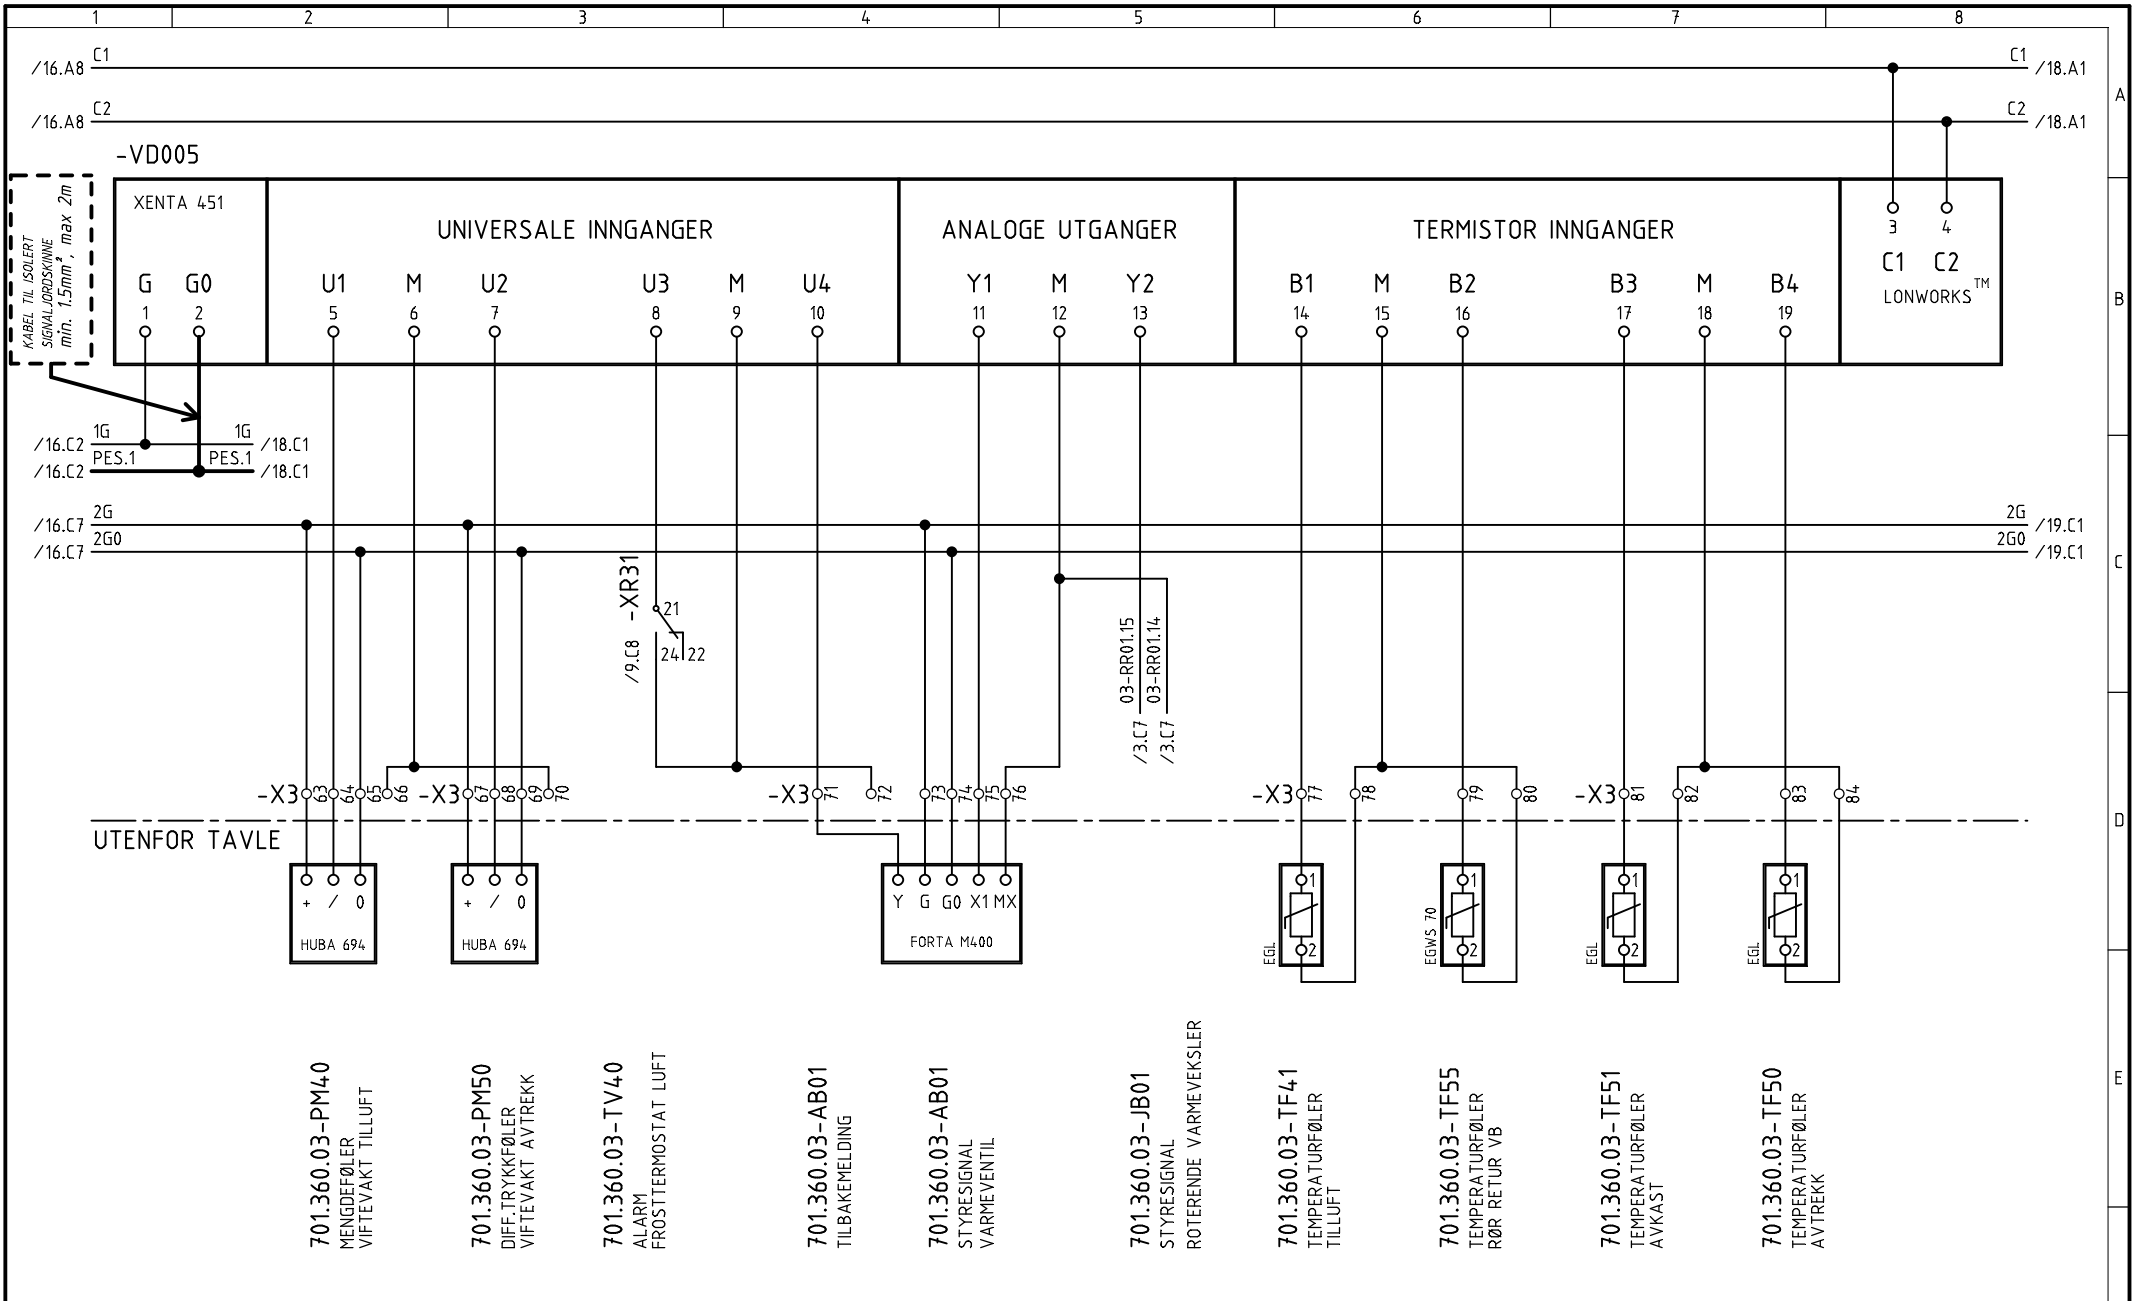 1 2 3 4 5 6 7 8
C1 C1
/16.A8 /18.A1
C2 C2
/16.A8 /18.A1
A
B
C
D
E
-VD005
KABEL TIL ISOLERT
SIGNALJORDSKINNE
min. 1.5mm², max 2m
XENTA 451
UNIVERSALE INNGANGER
ANALOGE UTGANGER
TERMISTOR INNGANGER
3 4
C1 C2
LONWORKS™
G G0 U1 M U2 U3 M U4 Y1 M Y2 B1 M B2 B3 M B4
1 2 5 6 7 8 9 10 11 12 13 14 15 16 17 18 19
1G 1G
/16.C2 /18.C1
PES.1 PES.1
/16.C2 /18.C1
2G 2G
/16.C7 /19.C1
2G0 2G0
/16.C7 /19.C1
-XR31
/9.C8
21
24 22
03-RR01.15
/3.C7
03-RR01.14
/3.C7
-X3 63 64 65 66
-X3 67 68 69 70
-X3 71 72 73 74 75 76
-X3 77 78 79 80
-X3 81 82 83 84
UTENFOR TAVLE
+ / 0
HUBA 694
+ / 0
HUBA 694
Y G G0 X1 MX
FORTA M400
1
2
EGL
1
2
EGWS 70
1
2
EGL
1
2
EGL
701.360.03-PM40
MENGDEFØLER
VIFTEVAKT TILLUFT
701.360.03-PM50
DIFF.TRYKKFØLER
VIFTEVAKT AVTREKK
701.360.03-TV40
ALARM
FROSTTERMOSTAT LUFT
701.360.03-AB01
TILBAKEMELDING
701.360.03-AB01
STYRESIGNAL
VARMEVENTIL
701.360.03-JB01
STYRESIGNAL
ROTERENDE VARMEVEKSLER
701.360.03-TF41
TEMPERATURFØLER
TILLUFT
701.360.03-TF55
TEMPERATURFØLER
RØR RETUR VB
701.360.03-TF51
TEMPERATURFØLER
AVKAST
701.360.03-TF50
TEMPERATURFØLER
AVTREKK